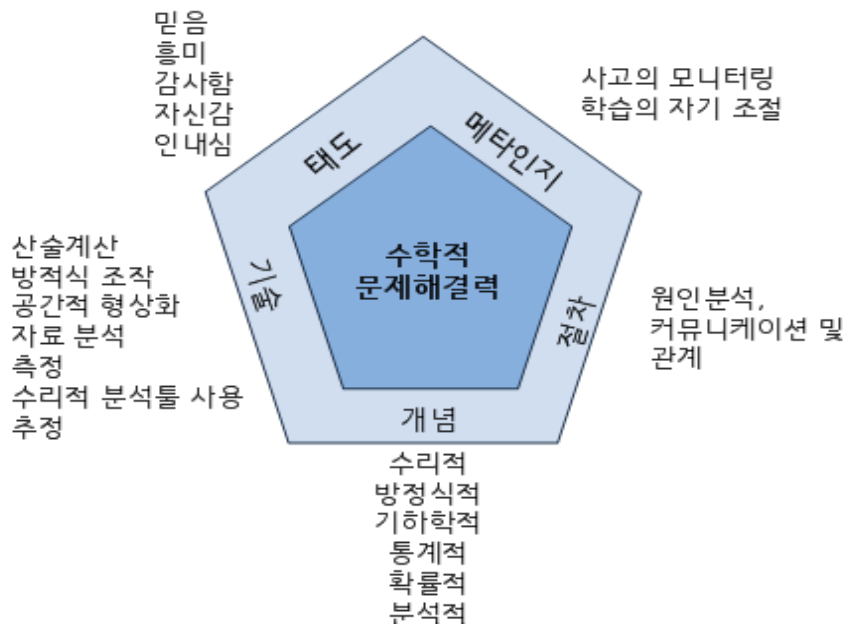 믿음
흥미
감사함
자신감
인내심
사고의 모니터링
학습의 자기 조절
태도
메타인지
수학적
문제해결력
기술
절차
개념
산술계산
방적식 조작
공간적 형상화
자료 분석
측정
수리적 분석툴 사용
추정
원인분석,
커뮤니케이션 및
관계
수리적
방정식적
기하학적
통계적
확률적
분석적